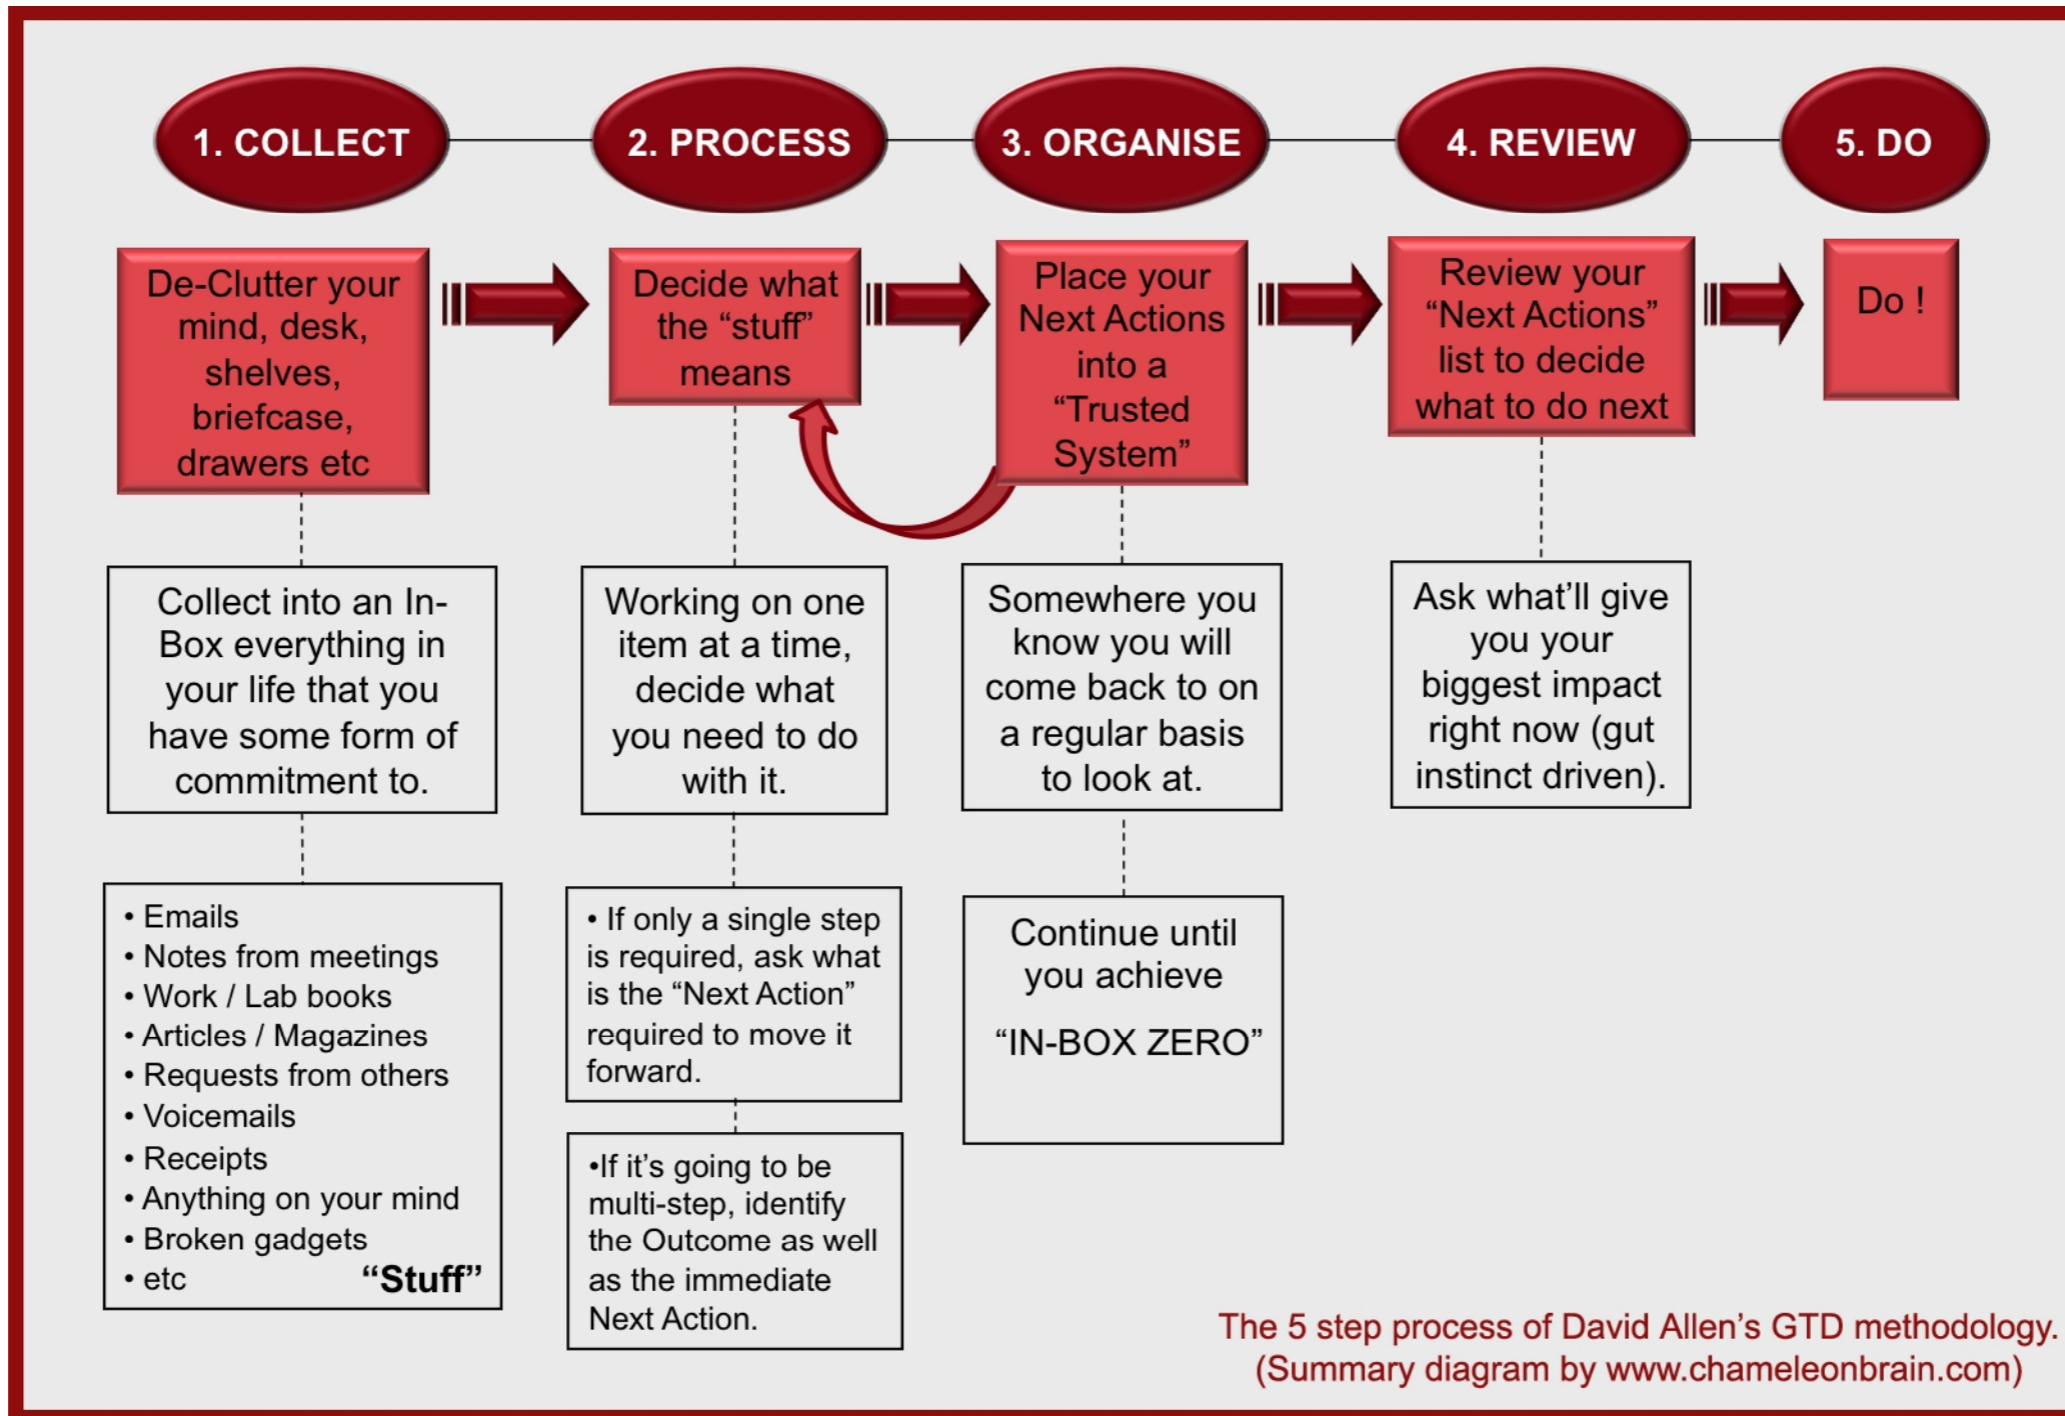 1. COLLECT
2. PROCESS
3. ORGANISE
4. REVIEW
5. DO
De-Clutter your
mind, desk,
shelves,
briefcase,
drawers etc
Decide what
the “stuff”
means
Place your
Next Actions
into a
“Trusted
System”
Review your
“Next Actions”
list to decide
what to do next
Do !
Collect into an In-
Box everything in
your life that you
have some form of
commitment to.
Working on one
item at a time,
decide what
you need to do
with it.
Somewhere you
know you will
come back to on
a regular basis
to look at.
Ask what’ll give
you your
biggest impact
right now (gut
instinct driven).
• Emails
• Notes from meetings
• Work / Lab books
• Articles / Magazines
• Requests from others
• Voicemails
• Receipts
• Anything on your mind
• Broken gadgets
• etc “Stuff”
• If only a single step
is required, ask what
is the “Next Action”
required to move it
forward.
•If it’s going to be
multi-step, identify
the Outcome as well
as the immediate
Next Action.
Continue until
you achieve
“IN-BOX ZERO”
The 5 step process of David Allen’s GTD methodology.
(Summary diagram by www.chameleonbrain.com)